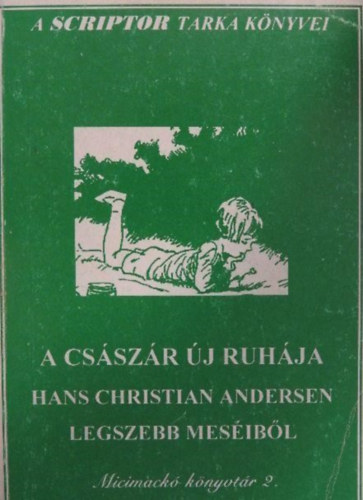 A SCRIPTOR TARKA KÖNYVEI
A CSÁSZÁR ÚJ RUHÁJA
HANS CHRISTIAN ANDERSEN
LEGSZEBB MESÉIBŐL
Micimackó könyvtár 2.